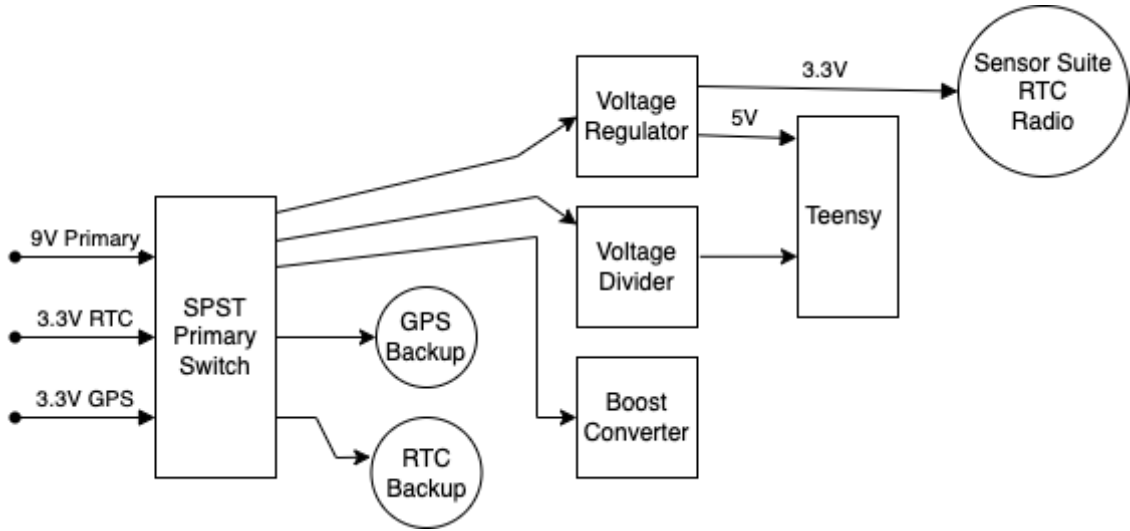 Sensor Suite
RTC
Radio
3.3V
Voltage
Regulator
5V
Teensy
9V Primary
3.3V RTC
3.3V GPS
SPST
Primary
Switch
Voltage
Divider
GPS
Backup
Boost
Converter
RTC
Backup